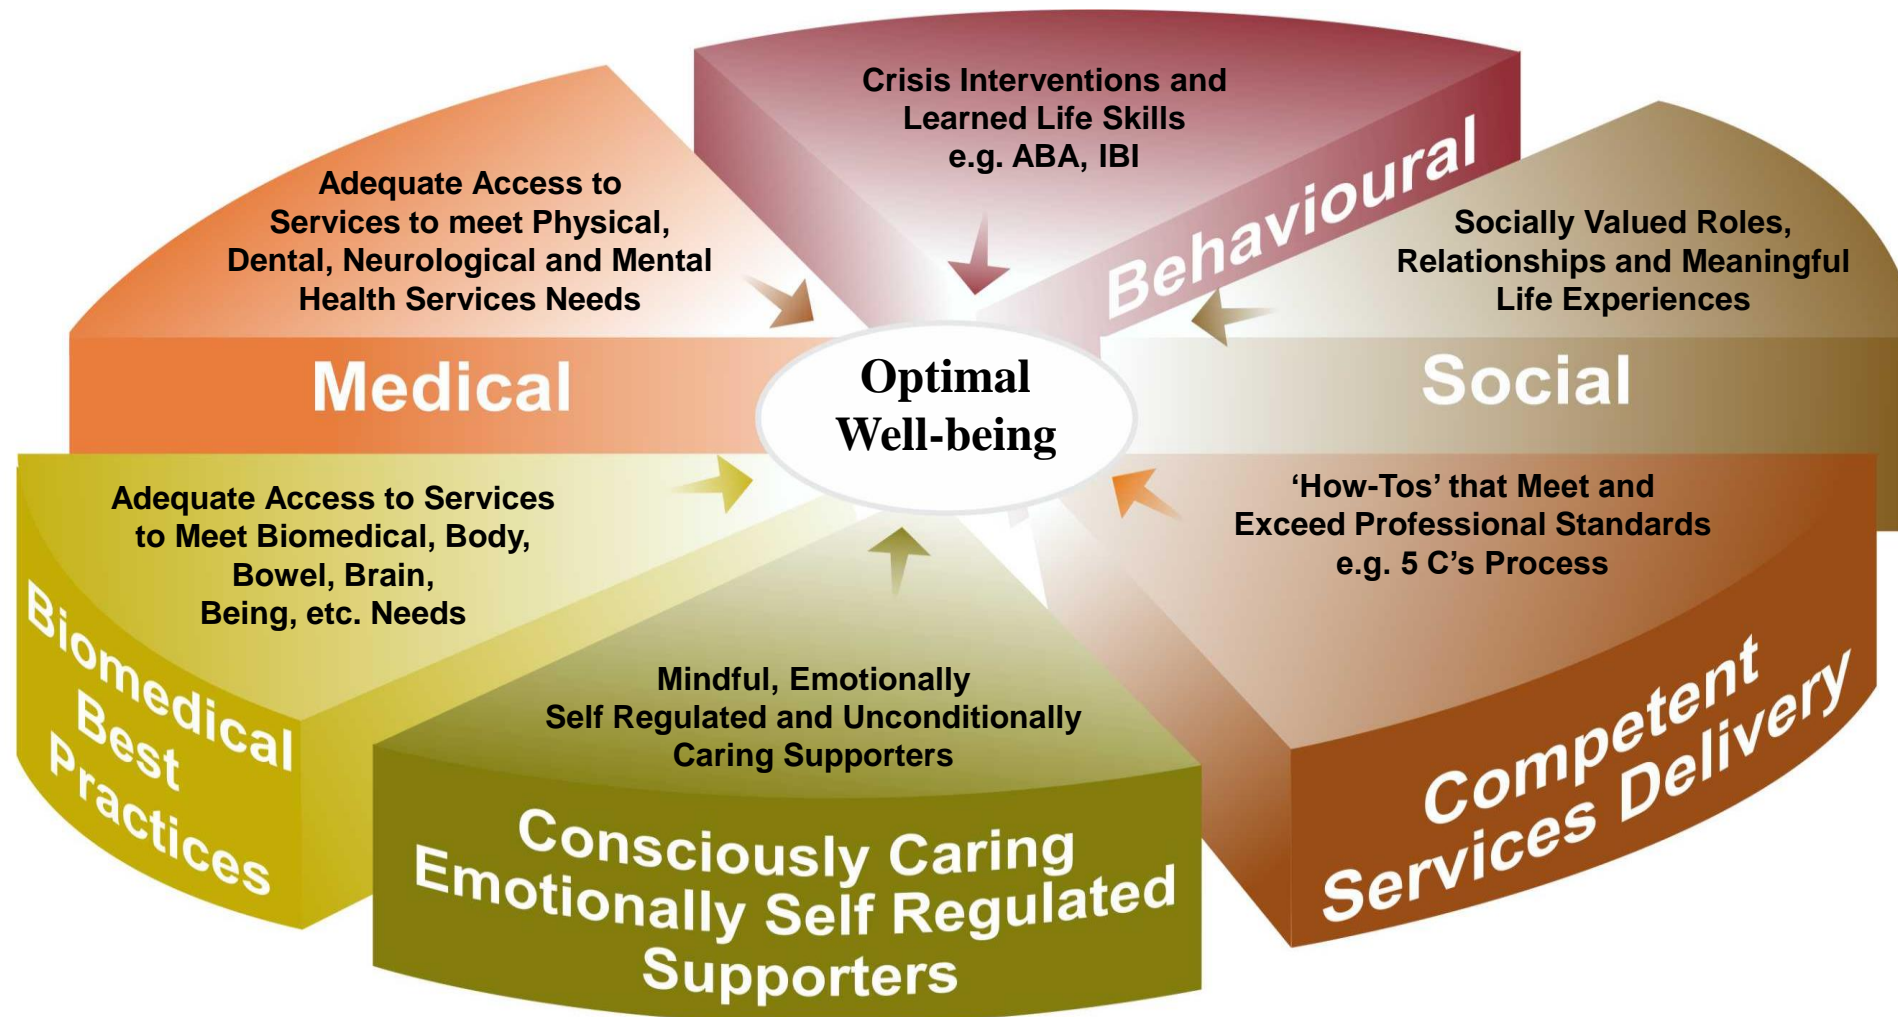 Crisis Interventions and
Learned Life Skills
e.g. ABA, IBI
Behavioural
Adequate Access to
Services to meet Physical,
Dental, Neurological and Mental
Health Services Needs
Medical
Socially Valued Roles,
Relationships and Meaningful
Life Experiences
Social
Optimal
Well-being
Adequate Access to Services
to Meet Biomedical, Body,
Bowel, Brain,
Being, etc. Needs
Biomedical
Best
Practices
Mindful, Emotionally
Self Regulated and Unconditionally
Caring Supporters
Consciously Caring
Emotionally Self Regulated
Supporters
‘How-Tos’ that Meet and
Exceed Professional Standards
e.g. 5 C’s Process
Competent
Services Delivery